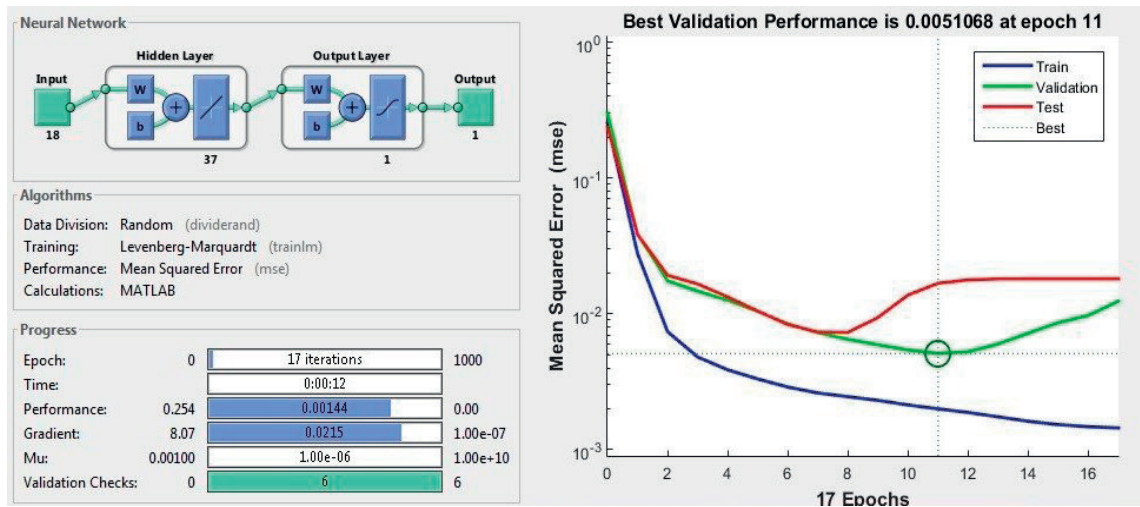 Neural Network
Hidden Layer
Output Layer
Input
W
b
+
W
b
+
Output
18
37
1
1
Algorithms
Data Division: Random (dividerand)
Training: Levenberg-Marquardt (trainlm)
Performance: Mean Squared Error (mse)
Calculations: MATLAB
Progress
Epoch: 0 17 iterations 1000
Time: 0:00:12
Performance: 0.254 0.00144 0.00
Gradient: 8.07 0.0215 1.00e-07
Mu: 0.00100 1.00e-06 1.00e+10
Validation Checks: 0 6 6
Best Validation Performance is 0.0051068 at epoch 11
Mean Squared Error (mse)
10^0
10^-1
10^-2
10^-3
Train
Validation
Test
Best
0 2 4 6 8 10 12 14 16
17 Epochs